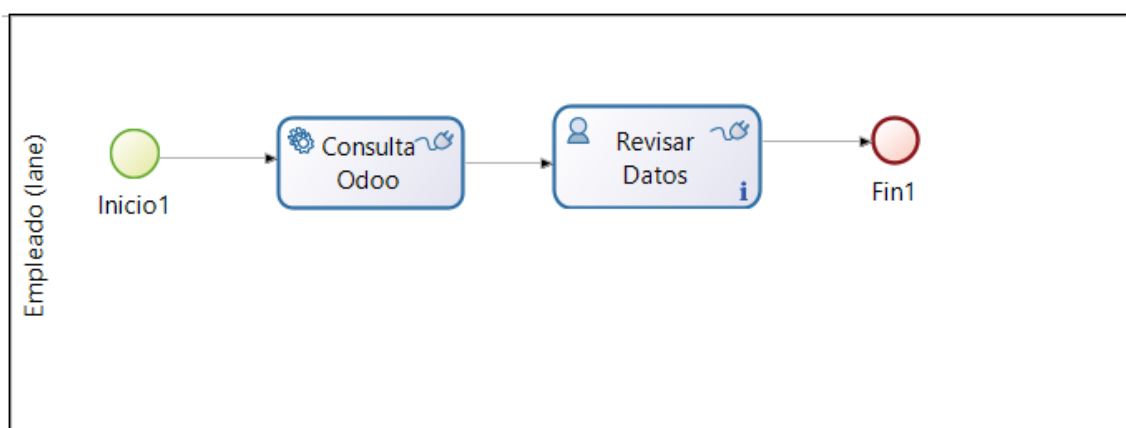 Empleado (lane)
Inicio1
Consulta
Odoo
Revisar
Datos
i
Fin1